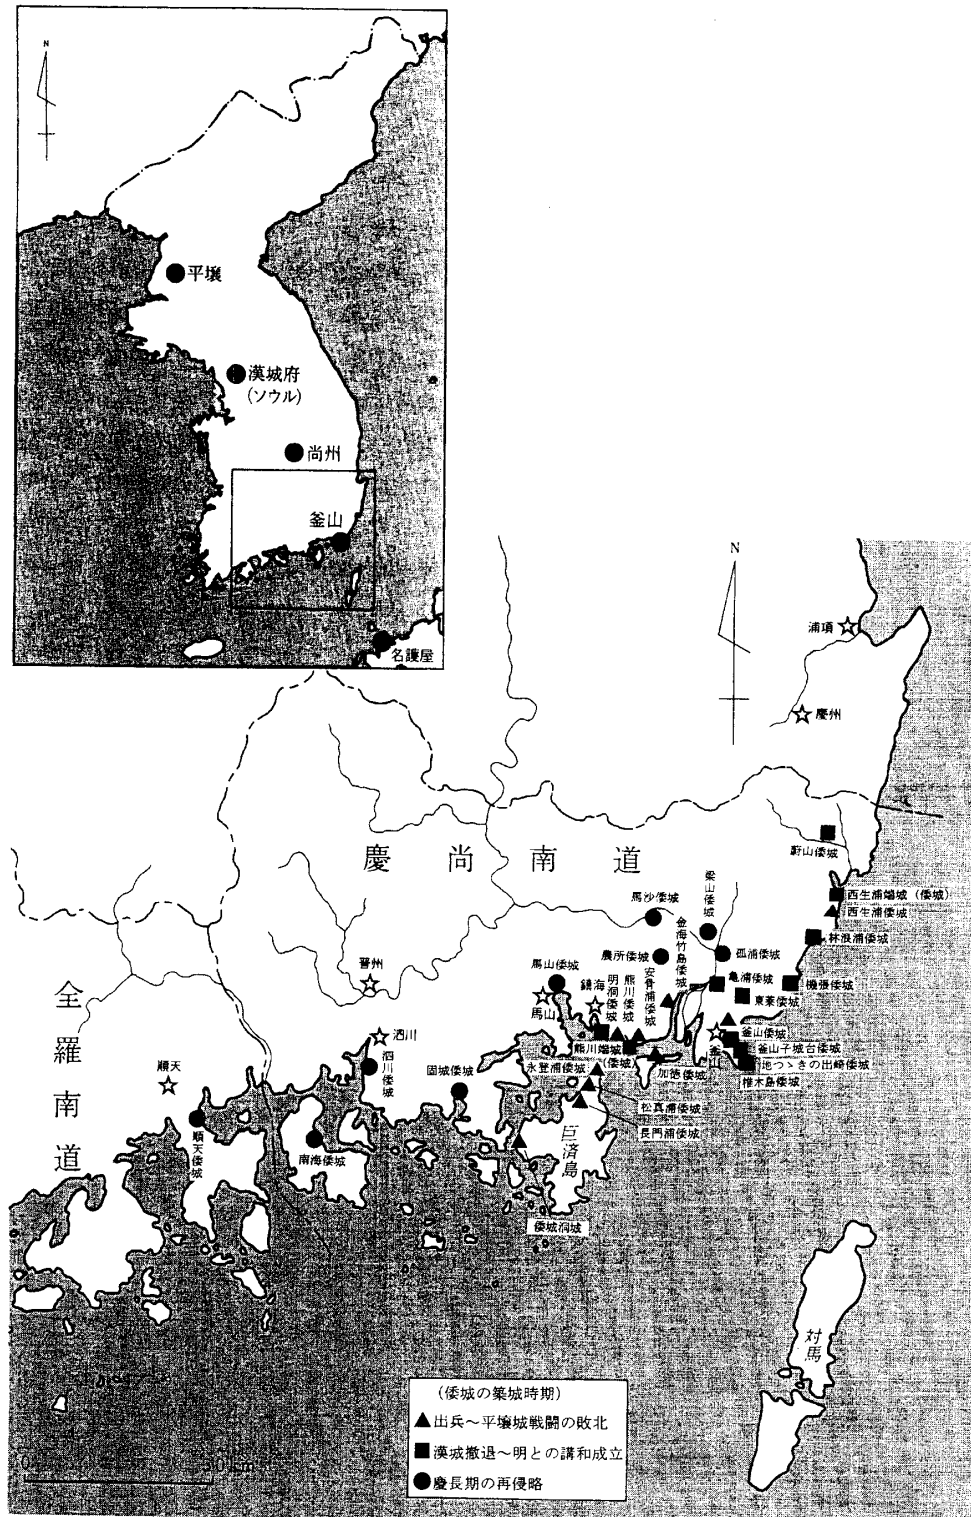 N
平壌
漢城府
(ソウル)
尚州
釜山
名護屋
N
浦項
慶州
蔚山倭城
慶尚南道
西生浦端城（倭城）
西生浦倭城
林浪浦倭城
機張倭城
馬沙倭城
梁山倭城
農所倭城
金海竹島倭城
孤浦倭城
亀浦倭城
東萊倭城
晋州
馬山倭城
馬山
鎮海
明洞倭城
熊川倭城
安骨浦倭城
釜山
釜山倭城
釜山子城台倭城
池つゞきの出崎倭城
椎木島倭城
熊川端城
(倭城)
加徳倭城
永登浦倭城
松真浦倭城
長門浦倭城
全羅南道
泗川
泗川倭城
順天
順天倭城
固城倭城
南海倭城
巨済島
倭城洞城
対馬
(倭城の築城時期)
▲出兵～平壌城戦闘の敗北
■漢城撤退～明との講和成立
●慶長期の再侵略